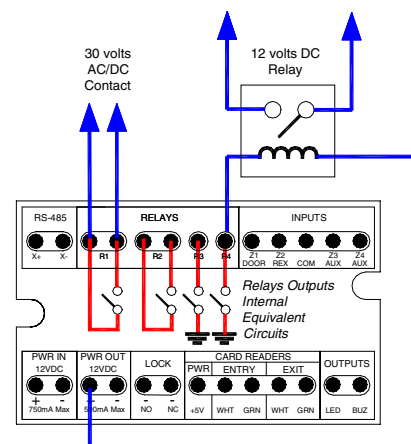 30 volts
AC/DC
Contact
12 volts DC
Relay
RS-485
RELAYS
INPUTS
X+ X- R1 R2 R3 R4 Z1 Z2 COM Z3 Z4
DOOR REX AUX AUX
Relays Outputs
Internal
Equivalent
Circuits
PWR IN
12VDC
PWR OUT
12VDC
LOCK
CARD READERS
PWR ENTRY EXIT
OUTPUTS
+ - + - - -
750mA Max 500mA Max NO NC +5V WHT GRN WHT GRN LED BUZ